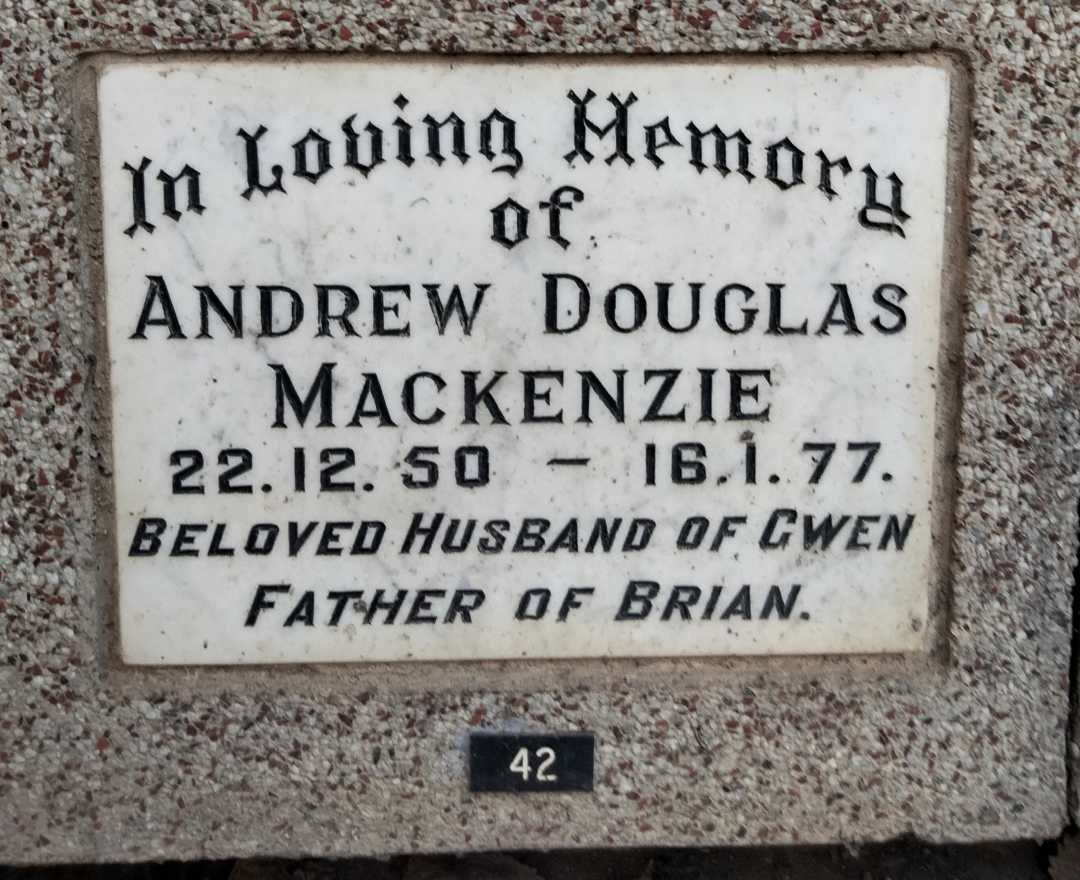 In Loving Memory
of
ANDREW DOUGLAS
MACKENZIE
22.12.50 – 16.1.77.
BELOVED HUSBAND OF GWEN
FATHER OF BRIAN.
42